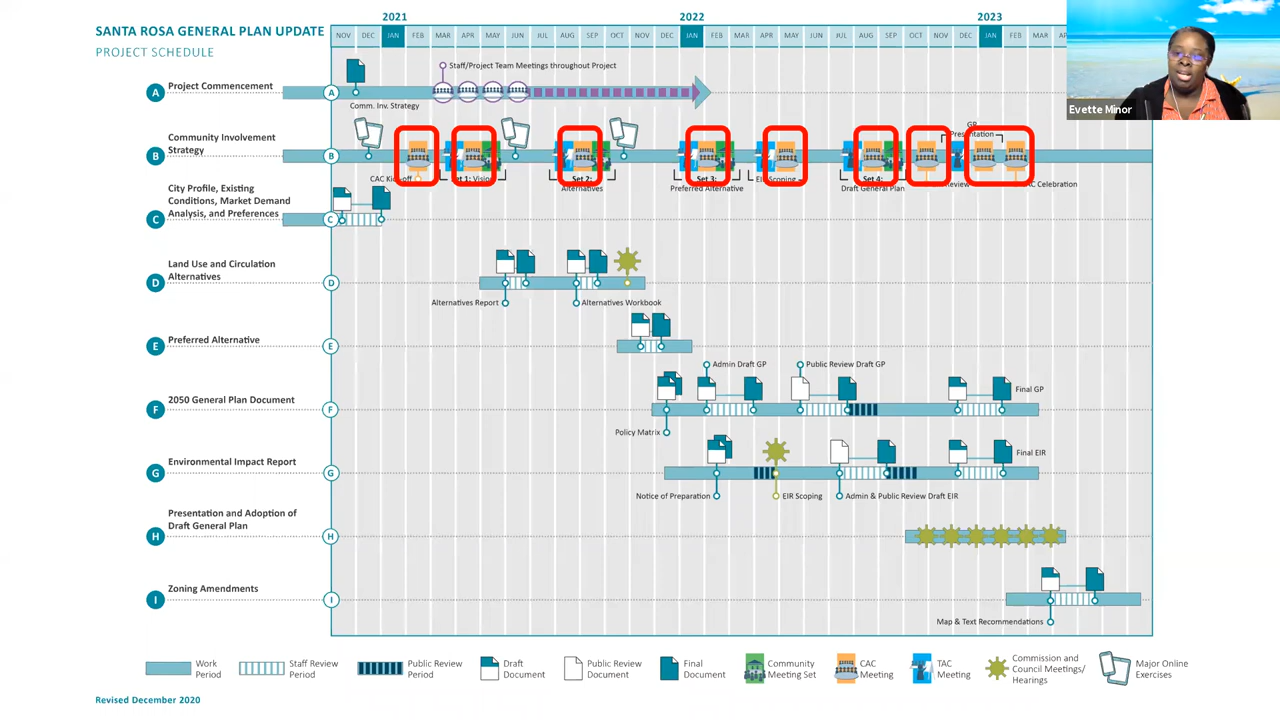 2021
2022
2023
SANTA ROSA GENERAL PLAN UPDATE
PROJECT SCHEDULE
NOV DEC JAN FEB MAR APR MAY JUN JUL AUG SEP OCT NOV DEC JAN FEB MAR APR MAY JUN JUL AUG SEP OCT NOV DEC JAN FEB MAR
Evette Minor
Staff/Project Team Meetings throughout Project
A Project Commencement A
Comm. Inv. Strategy
GP
Presentation
B Community Involvement
Strategy
B
CAC Kick-off
Set 1: Vision
Set 2:
Alternatives
Set 3:
Preferred Alternative
EIR Scoping
Set 4:
Draft General Plan
Review
CAC Celebration
C City Profile, Existing
Conditions, Market Demand
Analysis, and Preferences
C
D Land Use and Circulation
Alternatives
D
Alternatives Report
Alternatives Workbook
E Preferred Alternative E
Admin Draft GP
Public Review Draft GP
F 2050 General Plan Document F
Final GP
Policy Matrix
G Environmental Impact Report G
Final EIR
Notice of Preparation
EIR Scoping
Admin & Public Review Draft EIR
H Presentation and Adoption of
Draft General Plan
H
I Zoning Amendments I
Map & Text Recommendations
Work
Period
Staff Review
Period
Public Review
Period
Draft
Document
Public Review
Document
Final
Document
Community
Meeting Set
CAC
Meeting
TAC
Meeting
Commission and
Council Meetings/
Hearings
Major Online
Exercises
Revised December 2020